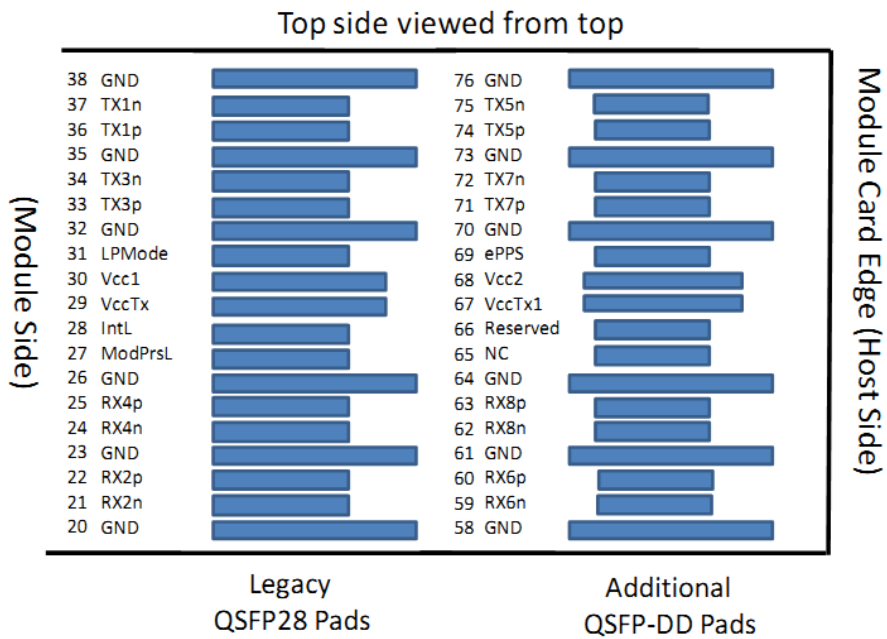 Top side viewed from top
38 GND 76 GND
37 TX1n 75 TX5n
36 TX1p 74 TX5p
35 GND 73 GND
34 TX3n 72 TX7n
33 TX3p 71 TX7p
32 GND 70 GND
31 LPMode 69 ePPS
30 Vcc1 68 Vcc2
29 VccTx 67 VccTx1
28 IntL 66 Reserved
27 ModPrsL 65 NC
26 GND 64 GND
25 RX4p 63 RX8p
24 RX4n 62 RX8n
23 GND 61 GND
22 RX2p 60 RX6p
21 RX2n 59 RX6n
20 GND 58 GND
(Module Side)
Module Card Edge (Host Side)
Legacy
QSFP28 Pads
Additional
QSFP-DD Pads